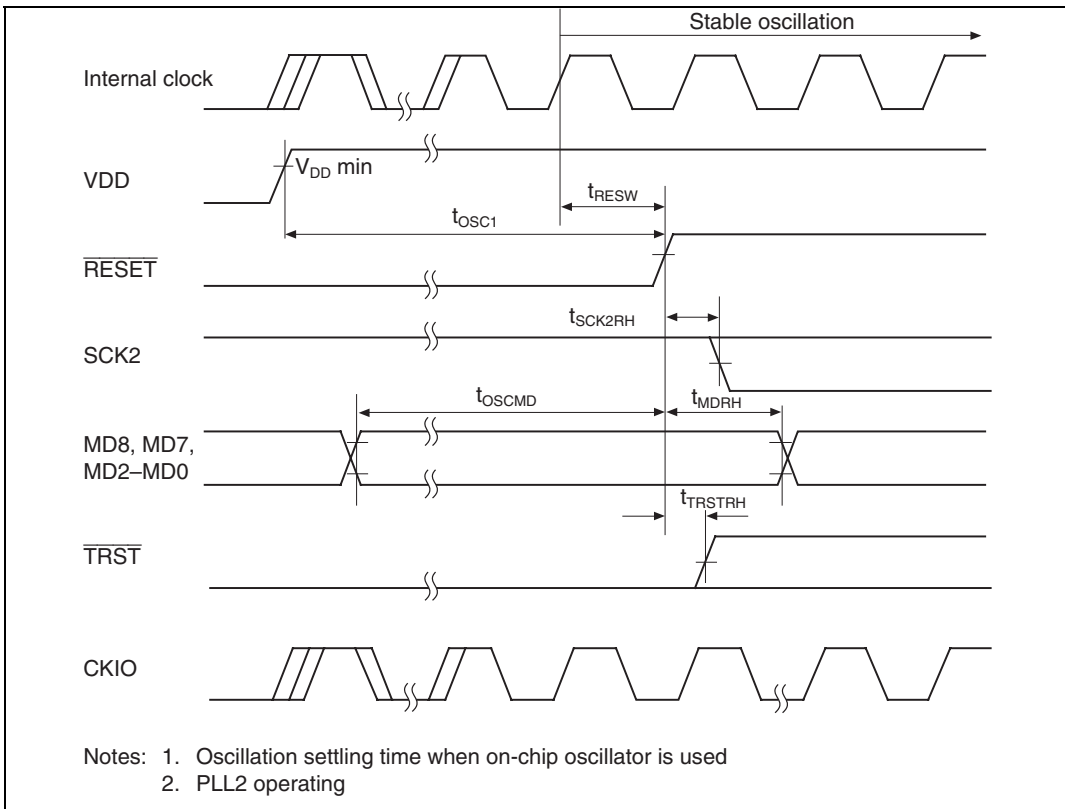 Stable oscillation
Internal clock
VDD
VDD min
tRESW
tOSC1
RESET
tSCK2RH
SCK2
tOSCMD
tMDRH
MD8, MD7,
MD2–MD0
tTRSTRH
TRST
CKIO
Notes: 1. Oscillation settling time when on-chip oscillator is used
2. PLL2 operating